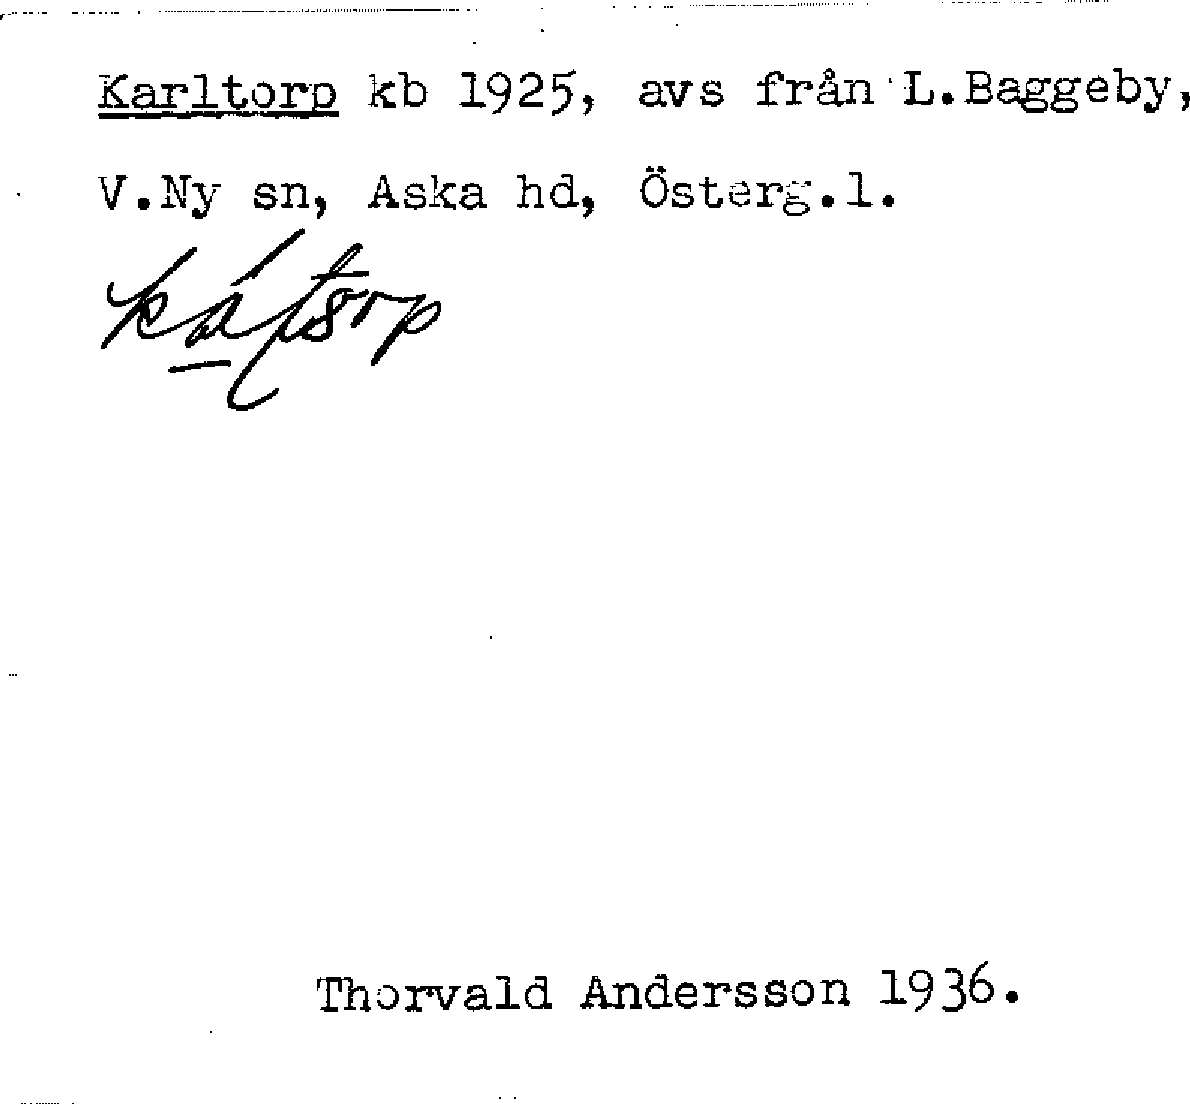 Karltorp kb 1925, avs från L.Baggeby,
V.Ny sn, Aska hd, Österg.l.
Thorvald Andersson 1936.